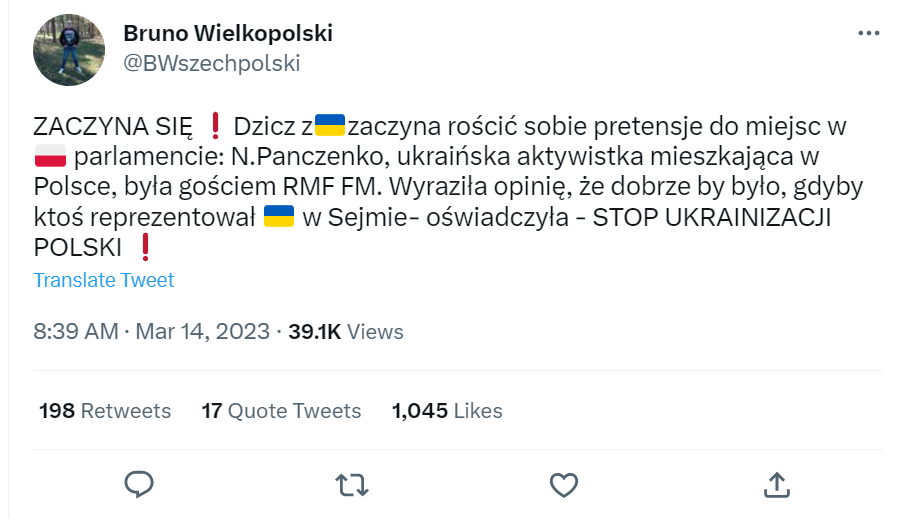 Bruno Wielkopolski
@BWszechpolski
ZACZYNA SIĘ ❗ Dzicz z🇺🇦zaczyna rościć sobie pretensje do miejsc w
🇵🇱 parlamencie: N.Panczenko, ukraińska aktywistka mieszkająca w
Polsce, była gościem RMF FM. Wyraziła opinię, że dobrze by było, gdyby
ktoś reprezentował 🇺🇦 w Sejmie- oświadczyła - STOP UKRAINIZACJI
POLSKI ❗
Translate Tweet
8:39 AM · Mar 14, 2023 · 39.1K Views
198 Retweets 17 Quote Tweets 1,045 Likes